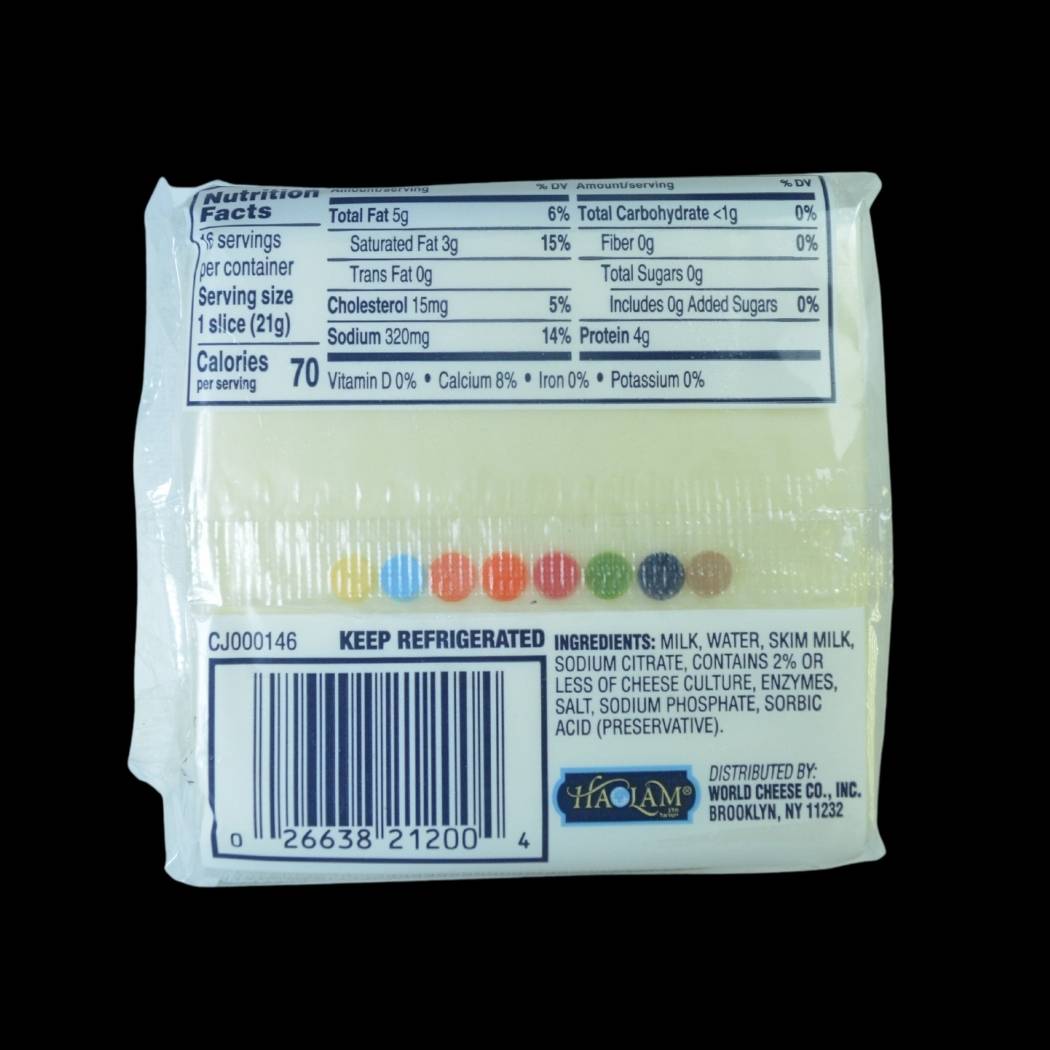 Nutrition
Facts
16 servings
per container
Serving size
1 slice (21g)
Calories
per serving
70
Amount/serving % DV
Total Fat 5g 6%
Saturated Fat 3g 15%
Trans Fat 0g
Cholesterol 15mg 5%
Sodium 320mg 14%
Amount/serving % DV
Total Carbohydrate <1g 0%
Fiber 0g 0%
Total Sugars 0g
Includes 0g Added Sugars 0%
Protein 4g
Vitamin D 0% • Calcium 8% • Iron 0% • Potassium 0%
CJ000146 KEEP REFRIGERATED
0 26638 21200 4
INGREDIENTS: MILK, WATER, SKIM MILK,
SODIUM CITRATE, CONTAINS 2% OR
LESS OF CHEESE CULTURE, ENZYMES,
SALT, SODIUM PHOSPHATE, SORBIC
ACID (PRESERVATIVE).
HAOLAM®
חלב
ישראל
DISTRIBUTED BY:
WORLD CHEESE CO., INC.
BROOKLYN, NY 11232